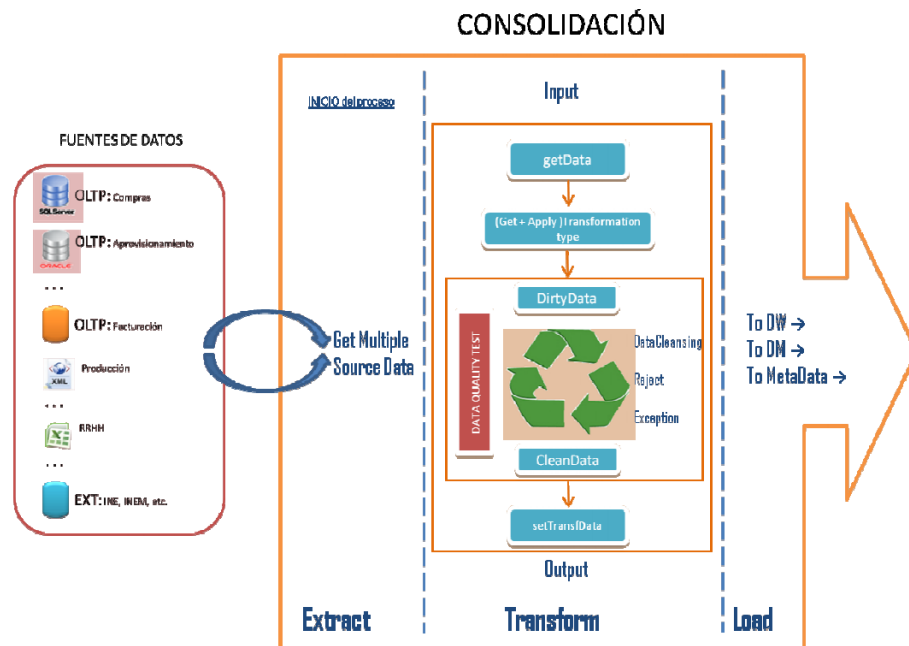 CONSOLIDACIÓN
INICIO del proceso
Input
FUENTES DE DATOS
SQLServer
OLTP: Compras
ORACLE
OLTP: Aprovisionamiento
...
OLTP: Facturación
XML
Producción
...
RRHH
...
EXT: INE, INEM, etc.
Get Multiple
Source Data
getData
(Get + Apply )Transformation
type
DirtyData
DATA QUALITY TEST
DataCleansing
Reject
Exception
CleanData
setTransfData
Output
To DW →
To DM →
To MetaData →
Extract
Transform
Load